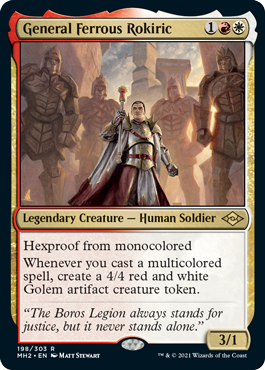 General Ferrous Rokiric 1
Legendary Creature — Human Soldier
Hexproof from monocolored
Whenever you cast a multicolored
spell, create a 4/4 red and white
Golem artifact creature token.
“The Boros Legion always stands for
justice, but it never stands alone.”
3/1
198/303 R
MH2 • EN MATT STEWART
™ & © 2021 Wizards of the Coast